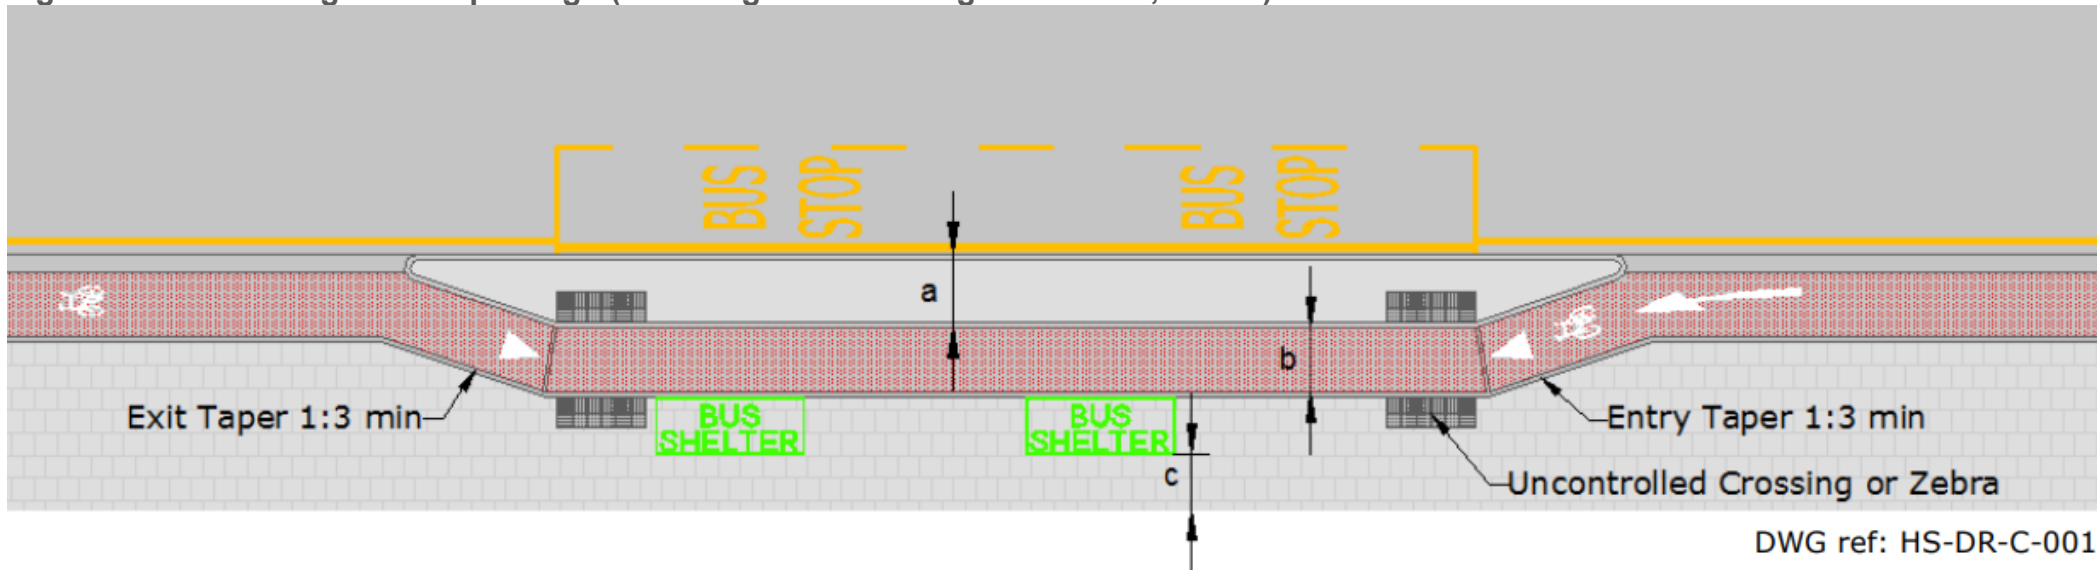 BUS
STOP
BUS
STOP
a
b
BUS
SHELTER
BUS
SHELTER
Exit Taper 1:3 min
Entry Taper 1:3 min
c
Uncontrolled Crossing or Zebra
DWG ref: HS-DR-C-001